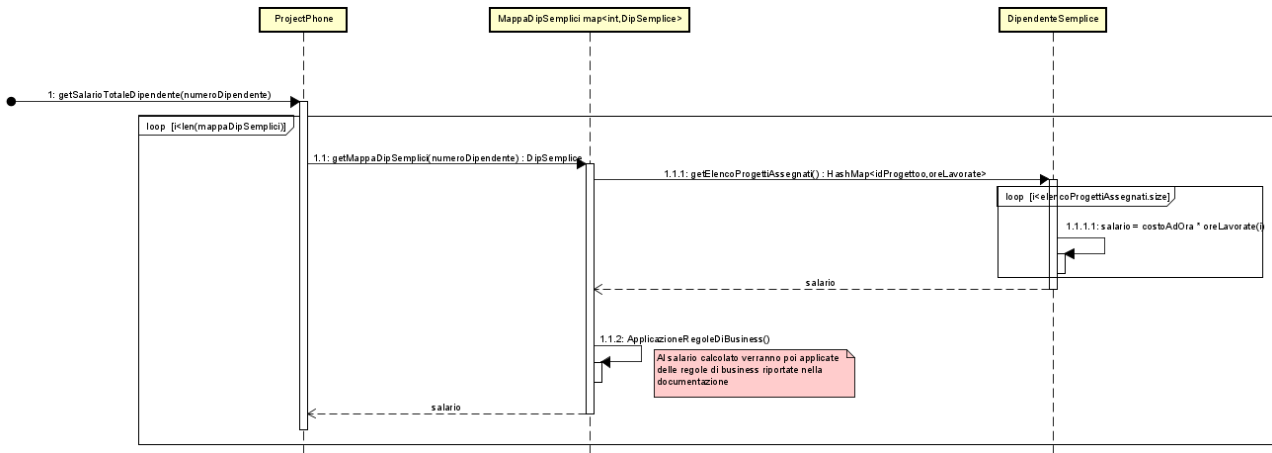 ProjectPhone
MappaDipSemplici map<int,DipSemplice>
DipendenteSemplice
1: getSalarioTotaleDipendente(numeroDipendente)
loop [i<len(mappaDipSemplici)]
1.1: getMappaDipSemplici(numeroDipendente) : DipSemplice
1.1.1: getElencoProgettiAssegnati() : HashMap<idProgettoo,oreLavorate>
loop [i<elencoProgettiAssegnati.size]
1.1.1.1: salario = costoAdOra * oreLavorate(i)
salario
1.1.2: ApplicazioneRegoleDiBusiness()
Al salario calcolato verranno poi applicate
delle regole di business riportate nella
documentazione
salario